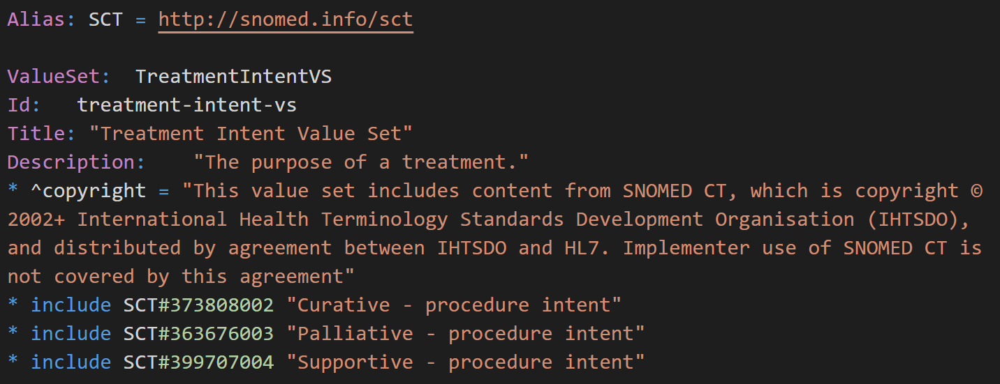 Alias: SCT = http://snomed.info/sct
ValueSet:  TreatmentIntentVS
Id:   treatment-intent-vs
Title: "Treatment Intent Value Set"
Description:    "The purpose of a treatment."
* ^copyright = "This value set includes content from SNOMED CT, which is copyright ©
2002+ International Health Terminology Standards Development Organisation (IHTSDO),
and distributed by agreement between IHTSDO and HL7. Implementer use of SNOMED CT is
not covered by this agreement"
* include SCT#373808002 "Curative - procedure intent"
* include SCT#363676003 "Palliative - procedure intent"
* include SCT#399707004 "Supportive - procedure intent"